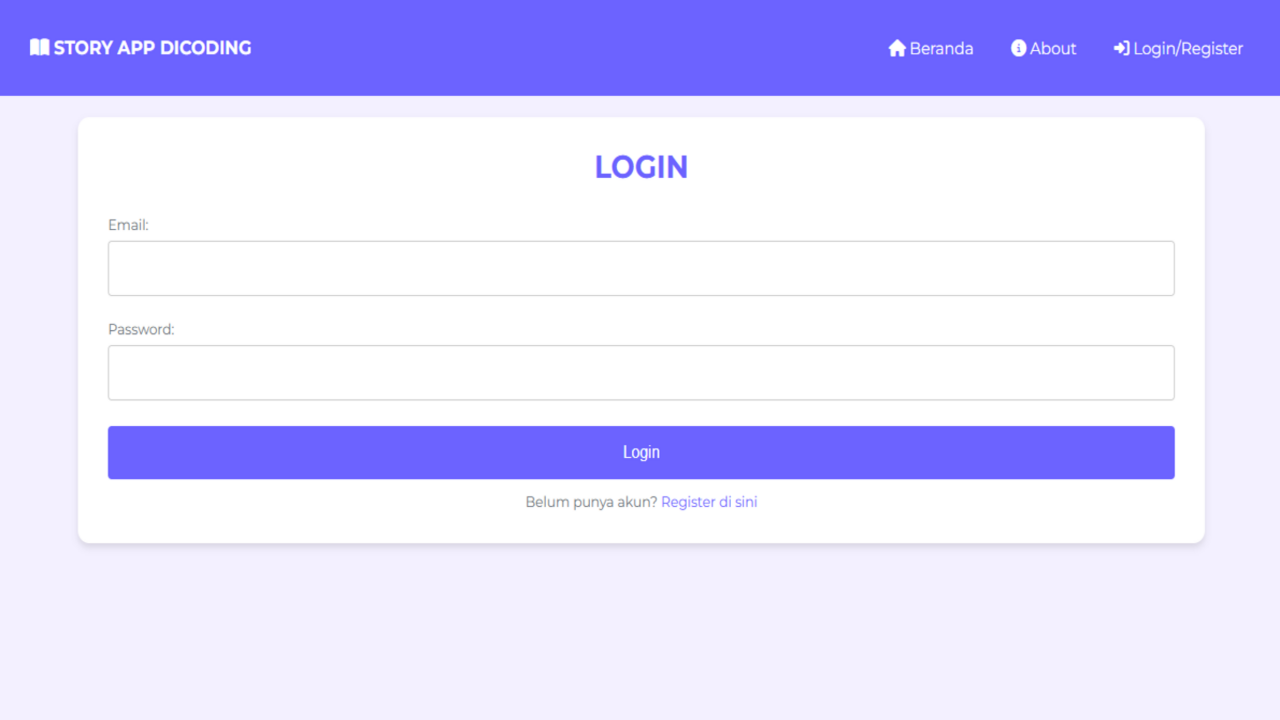 STORY APP DICODING
Beranda
About
Login/Register
LOGIN
Email:
Password:
Login
Belum punya akun? Register di sini